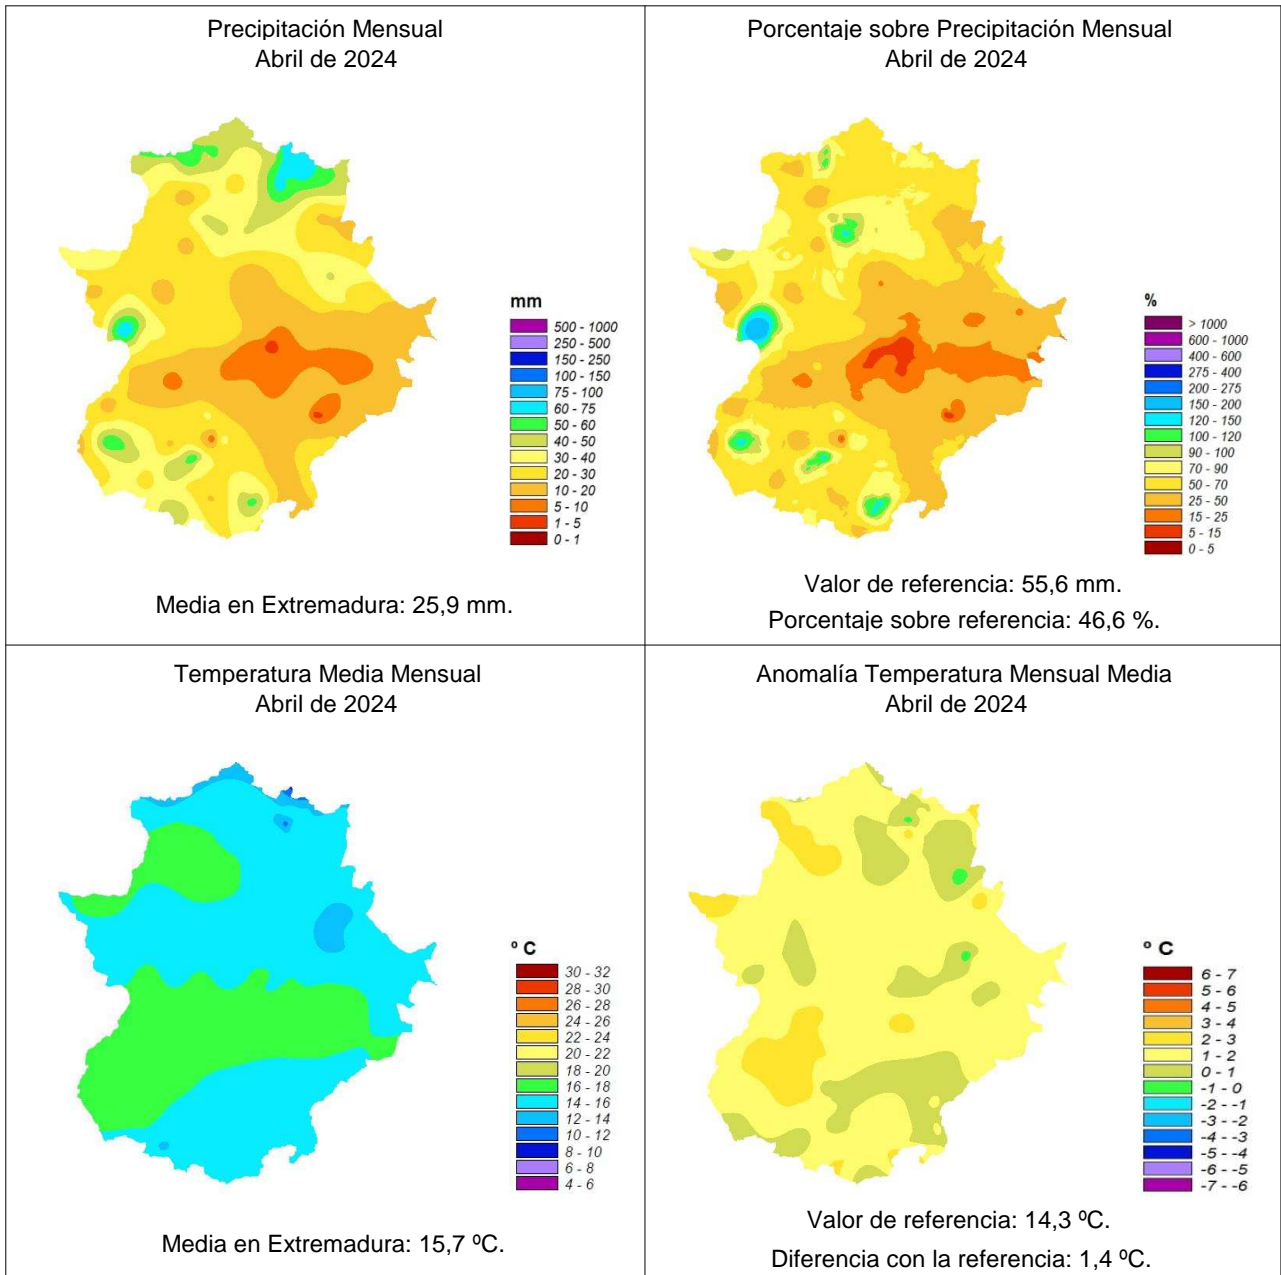 Precipitación Mensual
Abril de 2024
mm
500 - 1000
250 - 500
150 - 250
100 - 150
75 - 100
60 - 75
50 - 60
40 - 50
30 - 40
20 - 30
10 - 20
5 - 10
1 - 5
0 - 1
Media en Extremadura: 25,9 mm.
Porcentaje sobre Precipitación Mensual
Abril de 2024
%
> 1000
600 - 1000
400 - 600
275 - 400
200 - 275
150 - 200
120 - 150
100 - 120
90 - 100
70 - 90
50 - 70
25 - 50
15 - 25
5 - 15
0 - 5
Valor de referencia: 55,6 mm.
Porcentaje sobre referencia: 46,6 %.
Temperatura Media Mensual
Abril de 2024
º C
30 - 32
28 - 30
26 - 28
24 - 26
22 - 24
20 - 22
18 - 20
16 - 18
14 - 16
12 - 14
10 - 12
8 - 10
6 - 8
4 - 6
Media en Extremadura: 15,7 ºC.
Anomalía Temperatura Mensual Media
Abril de 2024
º C
6 - 7
5 - 6
4 - 5
3 - 4
2 - 3
1 - 2
0 - 1
-1 - 0
-2 - -1
-3 - -2
-4 - -3
-5 - -4
-6 - -5
-7 - -6
Valor de referencia: 14,3 ºC.
Diferencia con la referencia: 1,4 ºC.